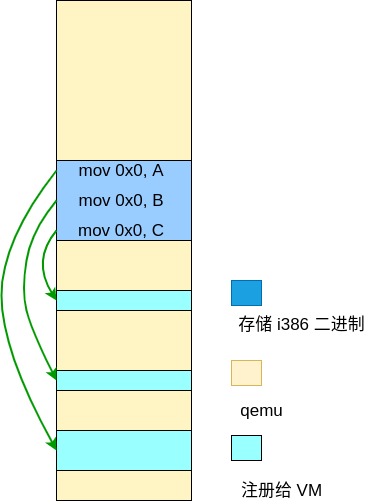 mov 0x0, A
mov 0x0, B
mov 0x0, C
存储 i386 二进制
qemu
注册给 VM